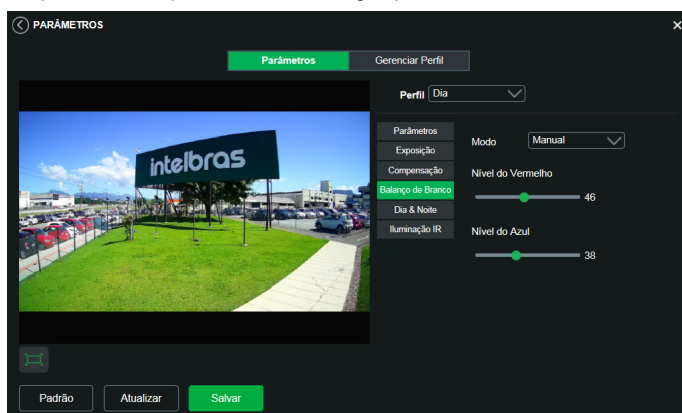 PARÂMETROS
×
Parâmetros
Gerenciar Perfil
Perfil Dia
intelbras
Parâmetros
Exposição
Compensação
Balanço de Branco
Dia & Noite
Iluminação IR
Modo Manual
Nível do Vermelho
46
Nível do Azul
38
Padrão
Atualizar
Salvar